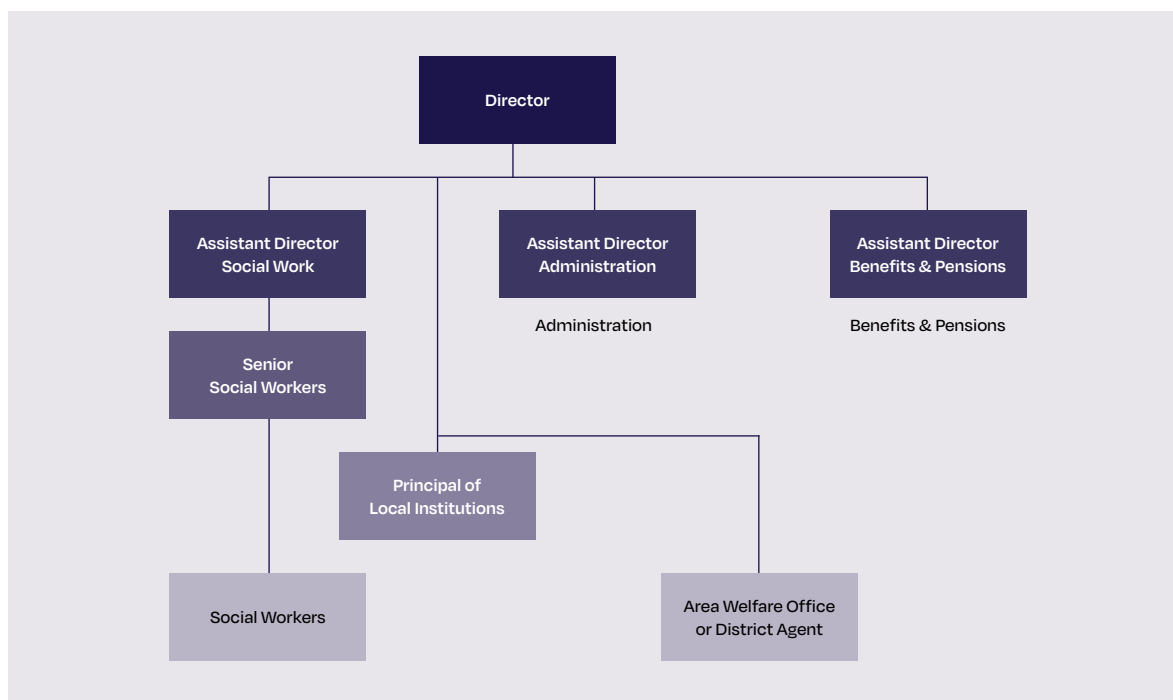 Director
Assistant Director
Social Work
Assistant Director
Administration
Assistant Director
Benefits & Pensions
Administration
Benefits & Pensions
Senior
Social Workers
Principal of
Local Institutions
Social Workers
Area Welfare Office
or District Agent